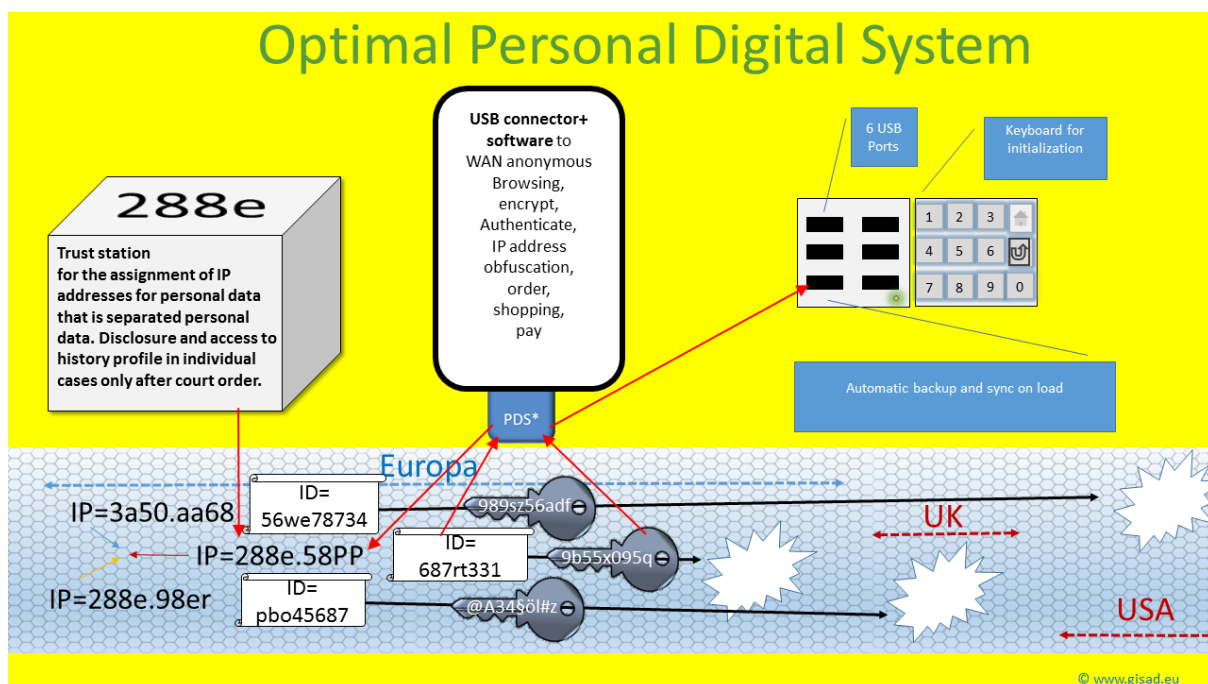 Optimal Personal Digital System
288e
Trust station
for the assignment of IP
addresses for personal data
that is separated personal
data. Disclosure and access to
history profile in individual
cases only after court order.
USB connector+
software to
WAN anonymous
Browsing,
encrypt,
Authenticate,
IP address
obfuscation,
order,
shopping,
pay
PDS*
6 USB
Ports
Keyboard for
initialization
1 2 3
4 5 6
7 8 9 0
Automatic backup and sync on load
Europa
IP=3a50.aa68
ID=
56we78734
989sz56adf
UK
IP=288e.58PP
ID=
687rt331
9b55x095q
IP=288e.98er
ID=
pbo45687
@A34§öl#z
USA
© www.gisad.eu